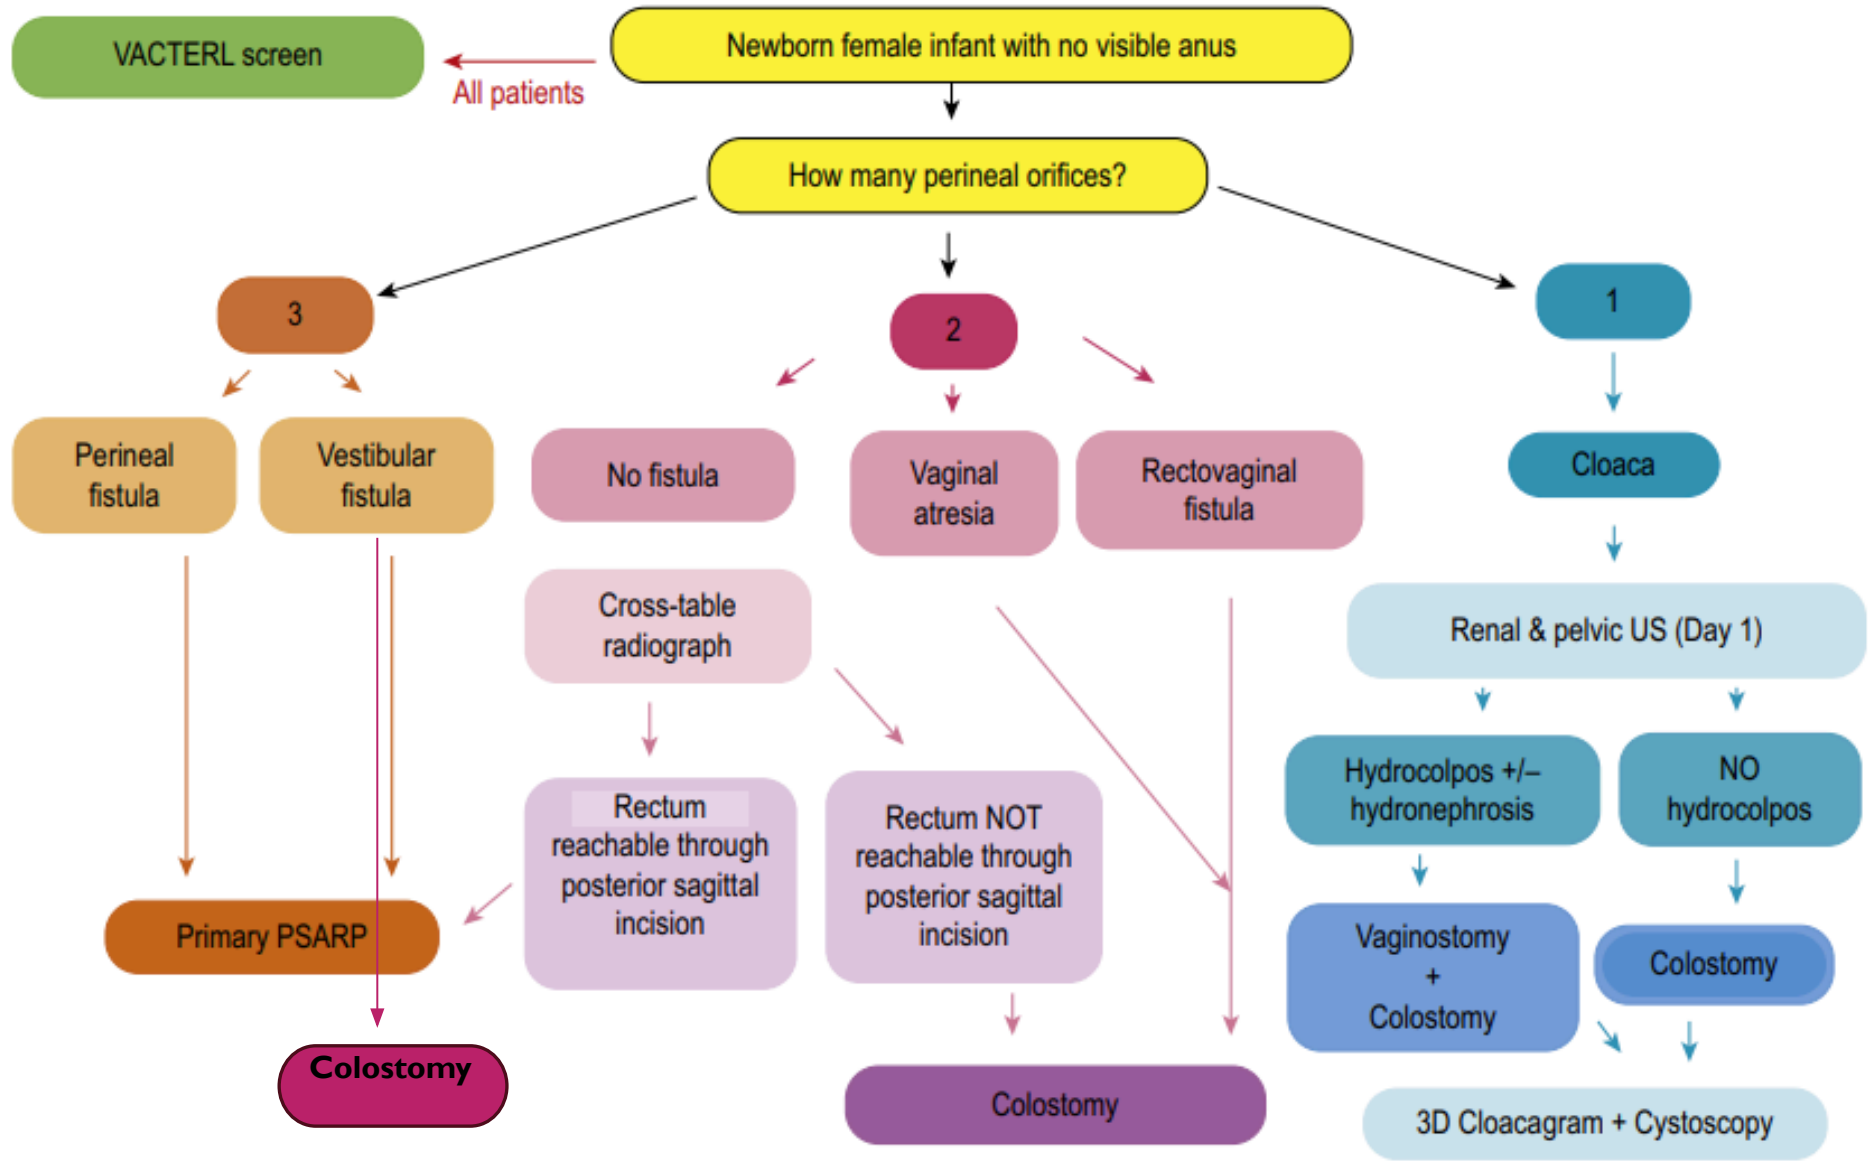 VACTERL screen
Newborn female infant with no visible anus
All patients
How many perineal orifices?
3
2
1
Perineal
fistula
Vestibular
fistula
No fistula
Vaginal
atresia
Rectovaginal
fistula
Cloaca
Cross-table
radiograph
Renal & pelvic US (Day 1)
Rectum
reachable through
posterior sagittal
incision
Rectum NOT
reachable through
posterior sagittal
incision
Hydrocolpos +/–
hydronephrosis
NO
hydrocolpos
Primary PSARP
Vaginostomy
+
Colostomy
Colostomy
Colostomy
Colostomy
3D Cloacagram + Cystoscopy